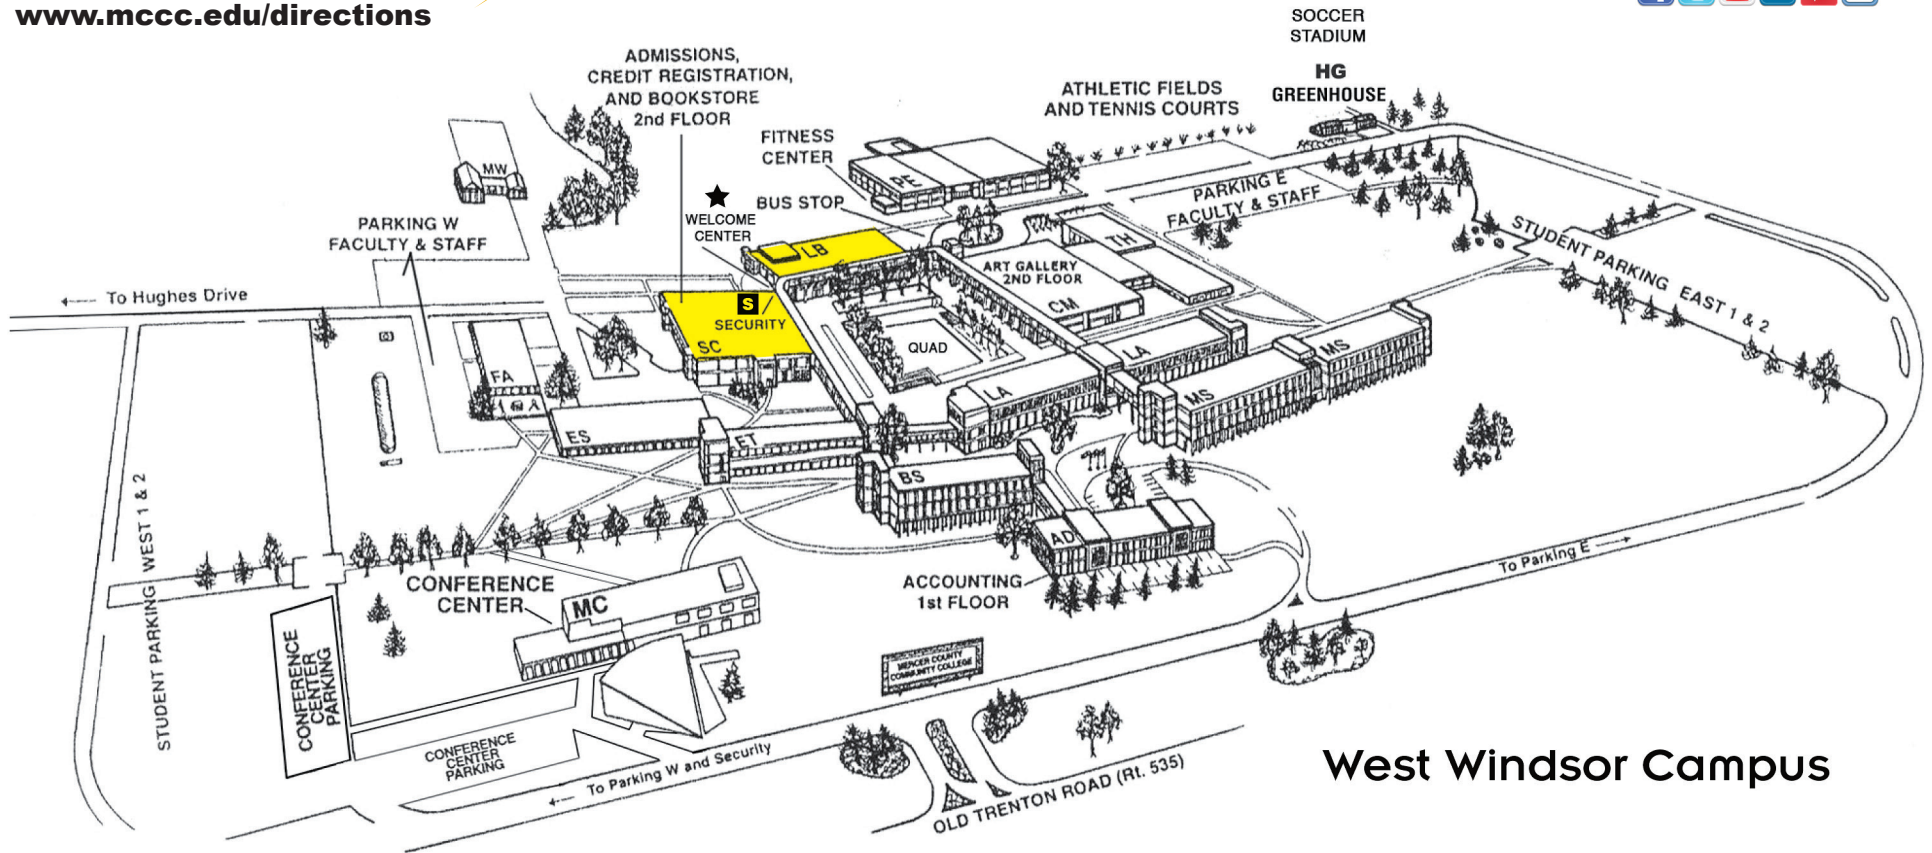 www.mccc.edu/directions
SOCCER
STADIUM
HG
GREENHOUSE
ADMISSIONS,
CREDIT REGISTRATION,
AND BOOKSTORE
2nd FLOOR
ATHLETIC FIELDS
AND TENNIS COURTS
FITNESS
CENTER
PE
MW
BUS STOP
WELCOME
CENTER
PARKING E
FACULTY & STAFF
PARKING W
FACULTY & STAFF
STUDENT PARKING EAST 1 & 2
TH
LB
ART GALLERY
2ND FLOOR
CM
To Hughes Drive
S
SECURITY
SC
QUAD
LA
MS
FA
LA
MS
ES
ET
BS
AD
STUDENT PARKING WEST 1 & 2
To Parking E
CONFERENCE
CENTER
MC
ACCOUNTING
1st FLOOR
CONFERENCE
CENTER
PARKING
MERCER COUNTY
COMMUNITY COLLEGE
CONFERENCE
CENTER
PARKING
To Parking W and Security
OLD TRENTON ROAD (Rt. 535)
West Windsor Campus